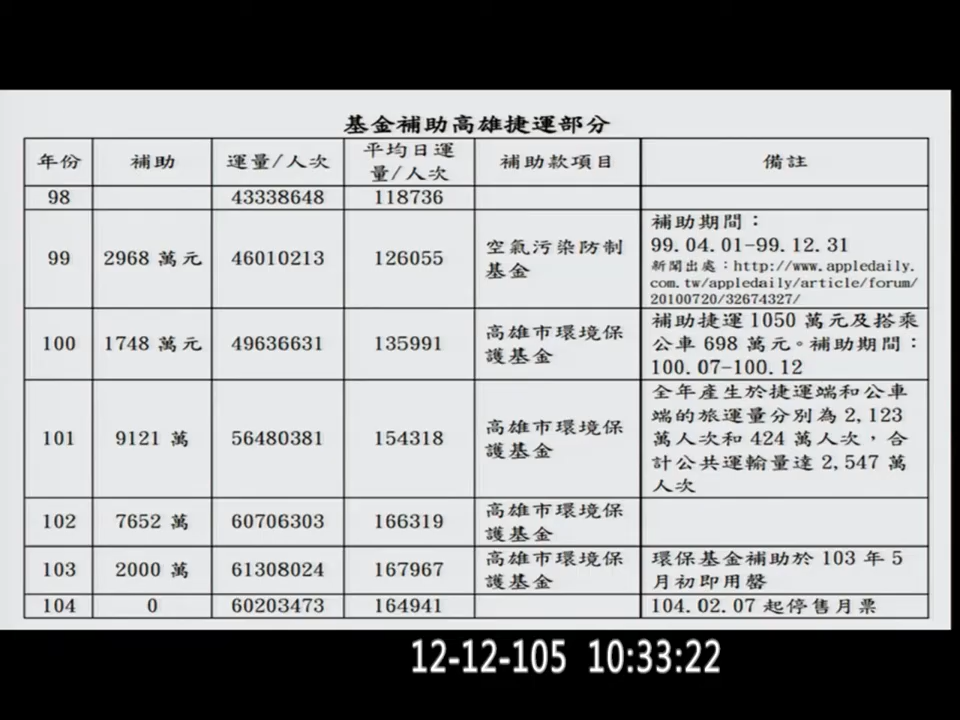 基金補助高雄捷運部分
年份 補助 運量/人次 平均日運量/人次 補助款項目 備註
98 43338648 118736
99 2968 萬元 46010213 126055 空氣污染防制基金 補助期間：
99.04.01-99.12.31
新聞出處：http://www.appledaily.
com.tw/appledaily/article/forum/
20100720/32674327/
100 1748 萬元 49636631 135991 高雄市環境保護基金 補助捷運 1050 萬元及搭乘
公車 698 萬元。補助期間：
100.07-100.12
101 9121 萬 56480381 154318 高雄市環境保護基金 全年產生於捷運端和公車
端的旅運量分別為 2,123
萬人次和 424 萬人次，合
計公共運輸量達 2,547 萬
人次
102 7652 萬 60706303 166319 高雄市環境保護基金
103 2000 萬 61308024 167967 高雄市環境保護基金 環保基金補助於 103 年 5
月初即用罄
104 0 60203473 164941 104.02.07 起停售月票
12-12-105 10:33:22